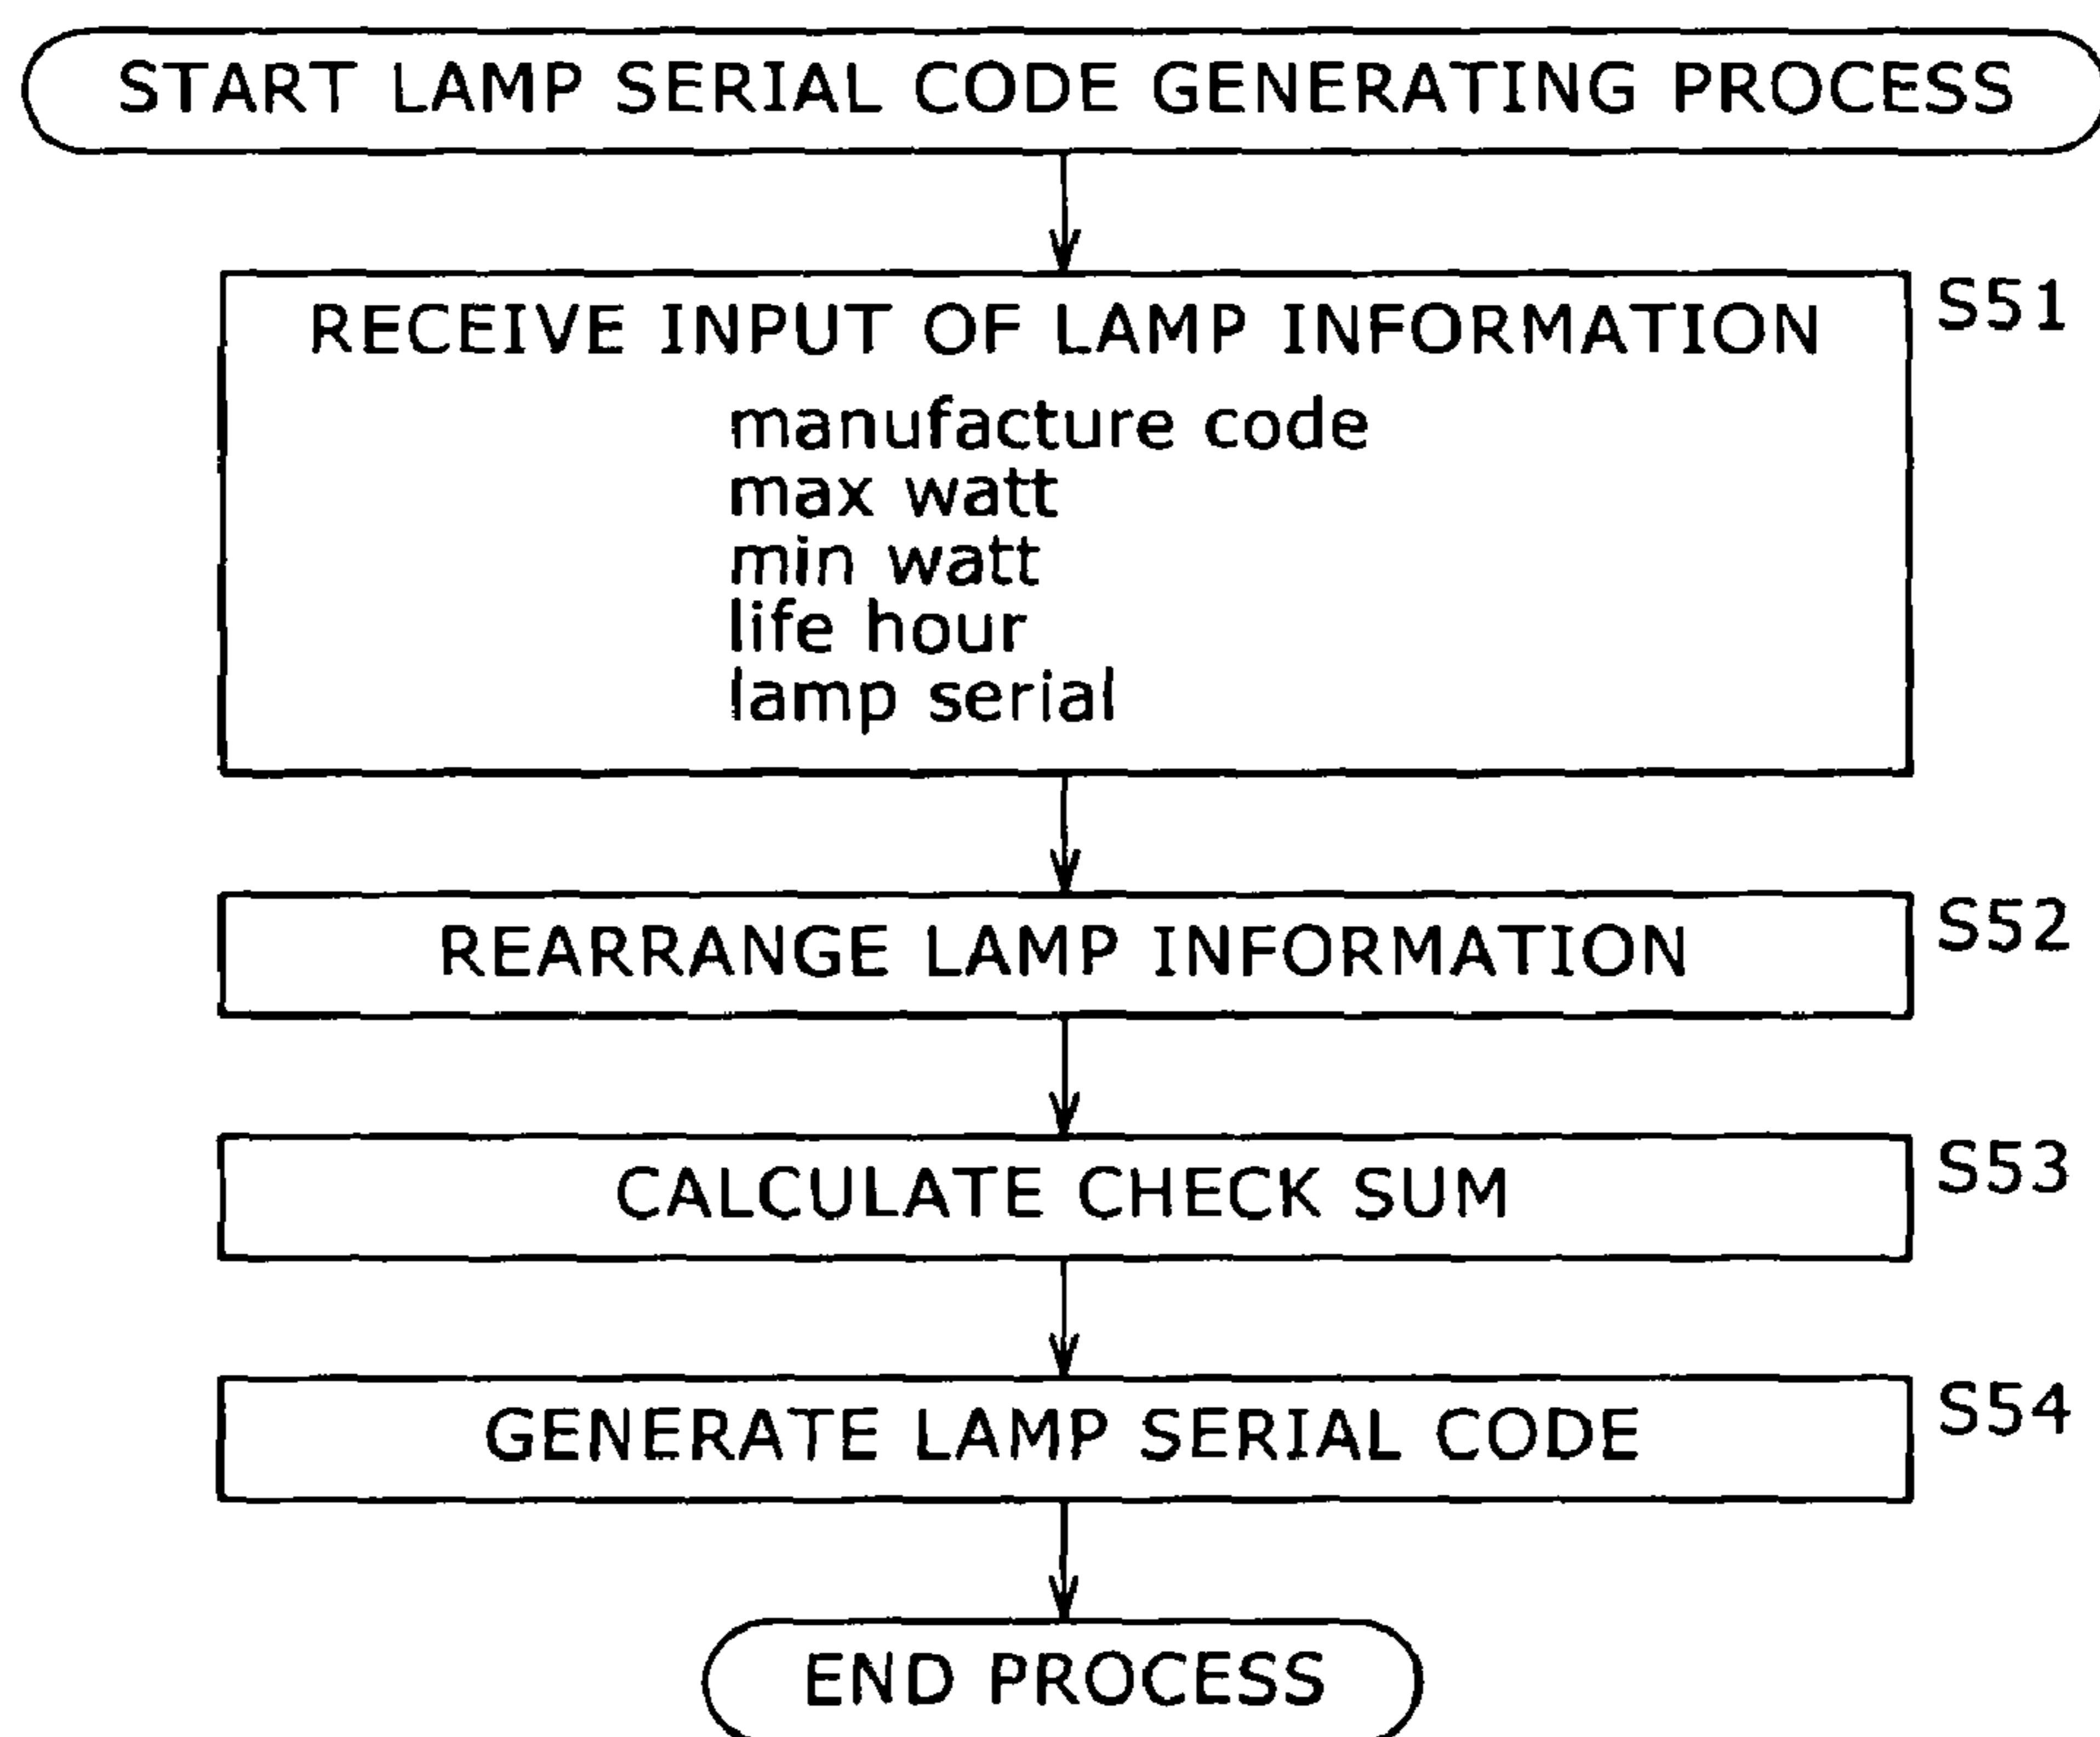 START LAMP SERIAL CODE GENERATING PROCESS
RECEIVE INPUT OF LAMP INFORMATION
S51
manufacture code
max watt
min watt
life hour
lamp serial
REARRANGE LAMP INFORMATION
S52
CALCULATE CHECK SUM
S53
GENERATE LAMP SERIAL CODE
S54
END PROCESS